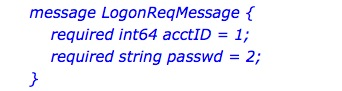 message LogonReqMessage {
required int64 acctID = 1;
required string passwd = 2;
}